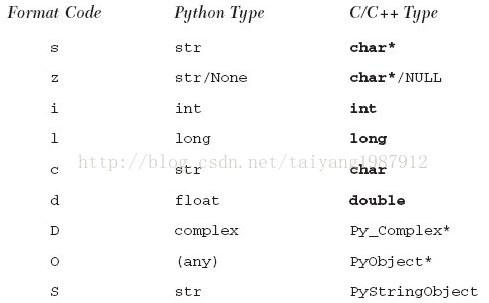 Format Code Python Type C/C++ Type
s str char*
z str/None char*/NULL
i int int
l long long
http://blog.csdn.net/taiyang1987912
c str char
d float double
D complex Py_Complex*
O (any) PyObject*
S str PyStringObject